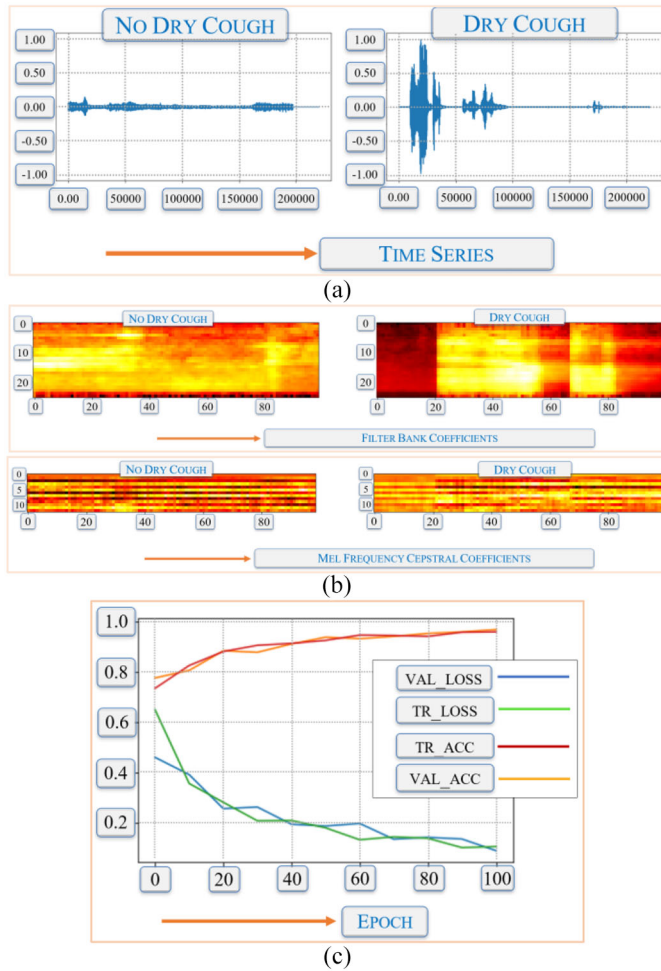 NO DRY COUGH DRY COUGH
1.00 1.00
0.50 0.50
0.00 0.00
-0.50 -0.50
-1.00 -1.00
0.00 50000 100000 150000 200000 0.00 50000 100000 150000 200000
TIME SERIES
(a)
NO DRY COUGH DRY COUGH
0 0
10 10
20 20
0 20 40 60 80 0 20 40 60 80
FILTER BANK COEFFICIENTS
NO DRY COUGH DRY COUGH
0 0
5 5
10 10
0 20 40 60 80 0 20 40 60 80
MEL FREQUENCY CEPSTRAL COEFFICIENTS
(b)
1.0
0.8
0.6
0.4
0.2
VAL_LOSS
TR_LOSS
TR_ACC
VAL_ACC
0 20 40 60 80 100
EPOCH
(c)